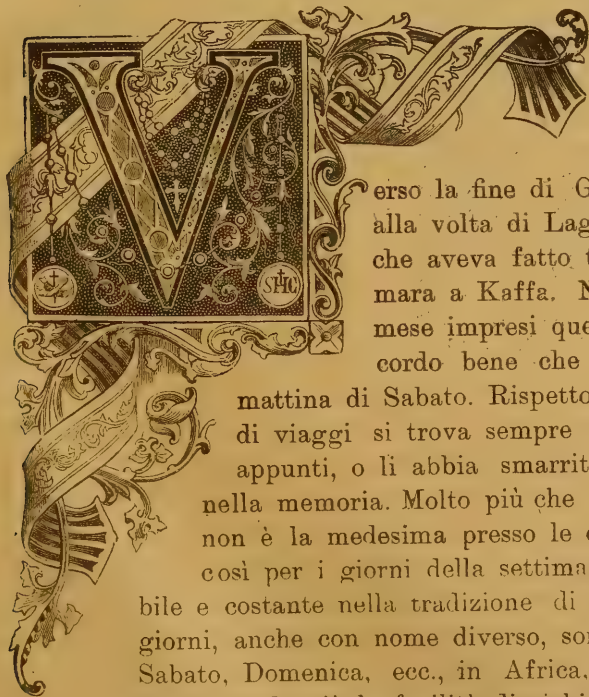 Verso la fine di G
alla volta di Lag
che aveva fatto t
mara a Kaffa. N
mese impresi que
cordo bene che
mattina di Sabato. Rispetto
di viaggi si trova sempre
appunti, o li abbia smarrit
nella memoria. Molto più che
non è la medesima presso le
così per i giorni della settima
bile e costante nella tradizione di
giorni, anche con nome diverso, so
Sabato, Domenica, ecc., in Africa,